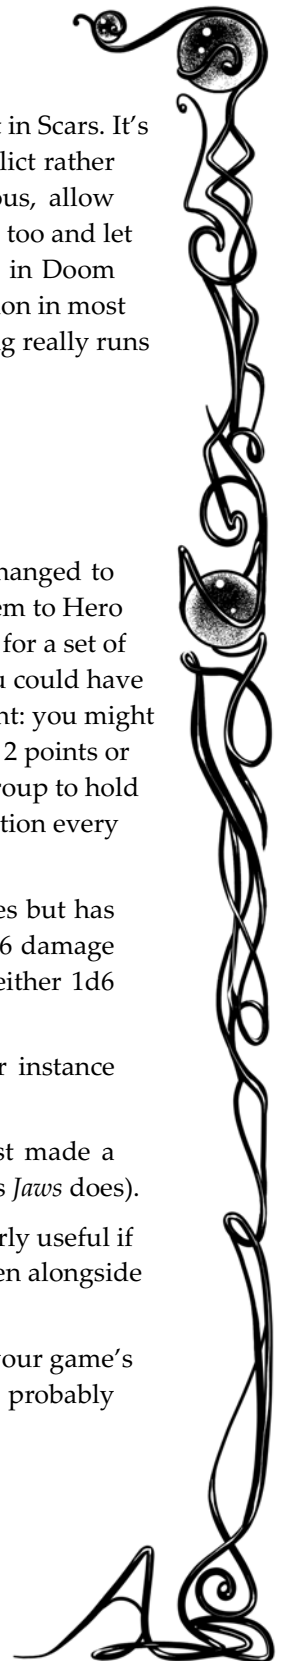 in Scars. It's
lict rather
ous, allow
too and let
in Doom
ion in most
g really runs
hanged to
em to Hero
for a set of
u could have
nt: you might
2 points or
roup to hold
tion every
es but has
6 damage
either 1d6
r instance
st made a
s Jaws does).
rly useful if
en alongside
your game's
probably